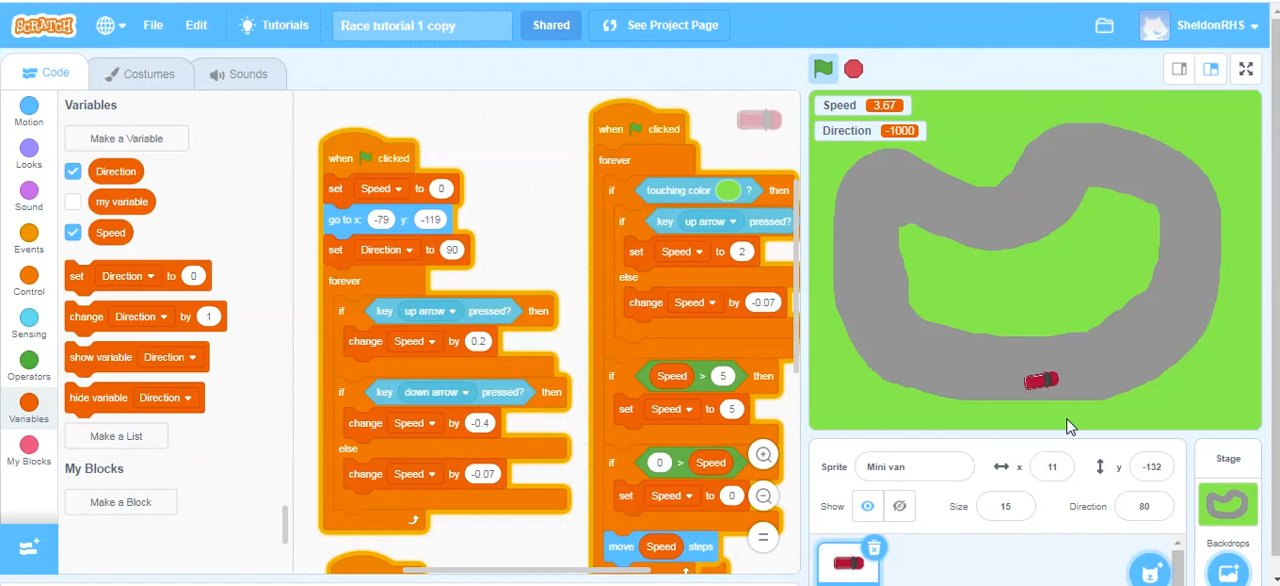 SCRATCH File Edit Tutorials Race tutorial 1 copy Shared See Project Page SheldonRHS
Code Costumes Sounds
Motion
Looks
Sound
Events
Control
Sensing
Operators
Variables
My Blocks
Variables
Make a Variable
Direction
my variable
Speed
set Direction to 0
change Direction by 1
show variable Direction
hide variable Direction
Make a List
My Blocks
Make a Block
when clicked
set Speed to 0
go to x: -79 y: -119
set Direction to 90
forever
if key up arrow pressed? then
change Speed by 0.2
if key down arrow pressed? then
change Speed by -0.4
else
change Speed by -0.07
when clicked
forever
if touching color ? then
if key up arrow pressed?
set Speed to 2
else
change Speed by -0.07
if Speed > 5 then
set Speed to 5
if 0 > Speed
set Speed to 0
move Speed steps
Speed 3.67
Direction -1000
Sprite Mini van x 11 y -132
Show Size 15 Direction 80
Stage
Backdrops